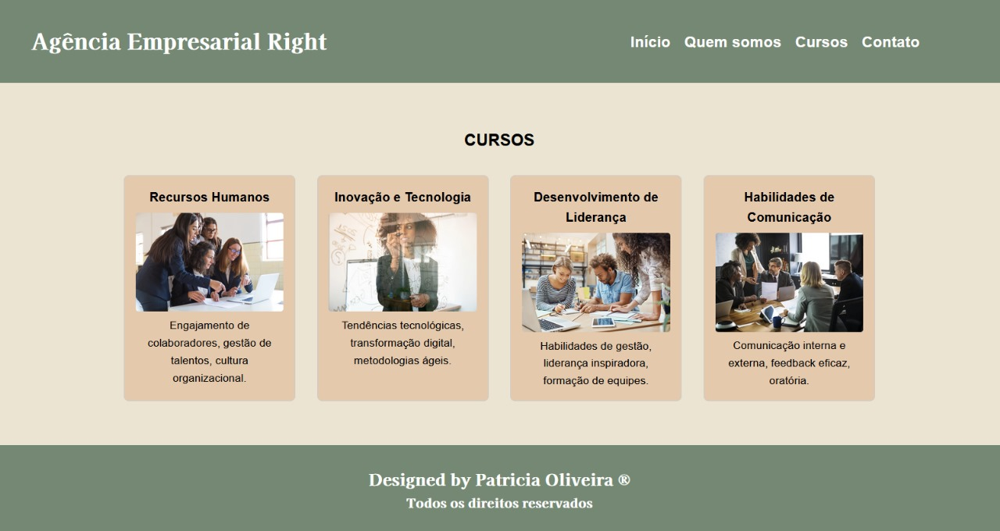 Agência Empresarial Right
Início Quem somos Cursos Contato
CURSOS
Recursos Humanos
Engajamento de
colaboradores, gestão de
talentos, cultura
organizacional.
Inovação e Tecnologia
Tendências tecnológicas,
transformação digital,
metodologias ágeis.
Desenvolvimento de
Liderança
Habilidades de gestão,
liderança inspiradora,
formação de equipes.
Habilidades de
Comunicação
Comunicação interna e
externa, feedback eficaz,
oratória.
Designed by Patricia Oliveira ®
Todos os direitos reservados